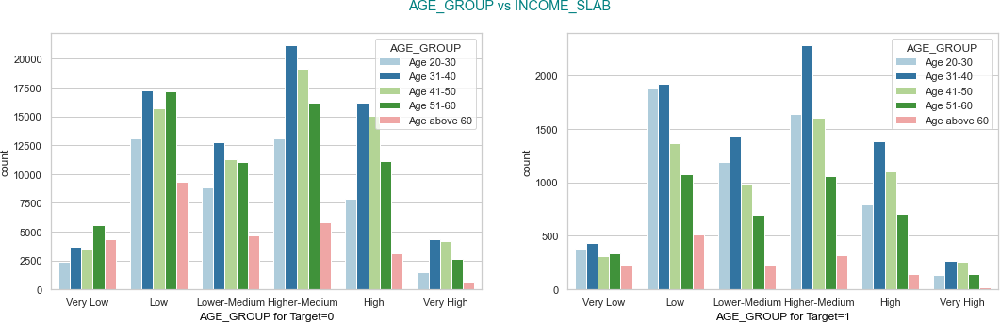 AGE_GROUP vs INCOME_SLAB
AGE_GROUP
Age 20-30
Age 31-40
Age 41-50
Age 51-60
Age above 60
20000
17500
15000
12500
10000
7500
5000
2500
0
count
Very Low Low Lower-Medium Higher-Medium High Very High
AGE_GROUP for Target=0
AGE_GROUP
Age 20-30
Age 31-40
Age 41-50
Age 51-60
Age above 60
2000
1500
1000
500
0
count
Very Low Low Lower-Medium Higher-Medium High Very High
AGE_GROUP for Target=1